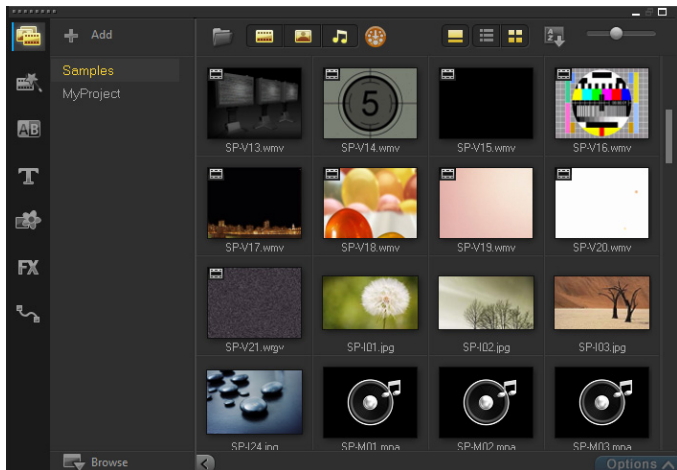 Add
Samples
MyProject
AB
T
FX
5
SP-V13.wmv
SP-V14.wmv
SP-V15.wmv
SP-V16.wmv
SP-V17.wmv
SP-V18.wmv
SP-V19.wmv
SP-V20.wmv
SP-V21.wmv
SP-I01.jpg
SP-I02.jpg
SP-I03.jpg
SP-I24.jpg
SP-M01.mpa
SP-M02.mpa
SP-M03.mpa
Browse
Options